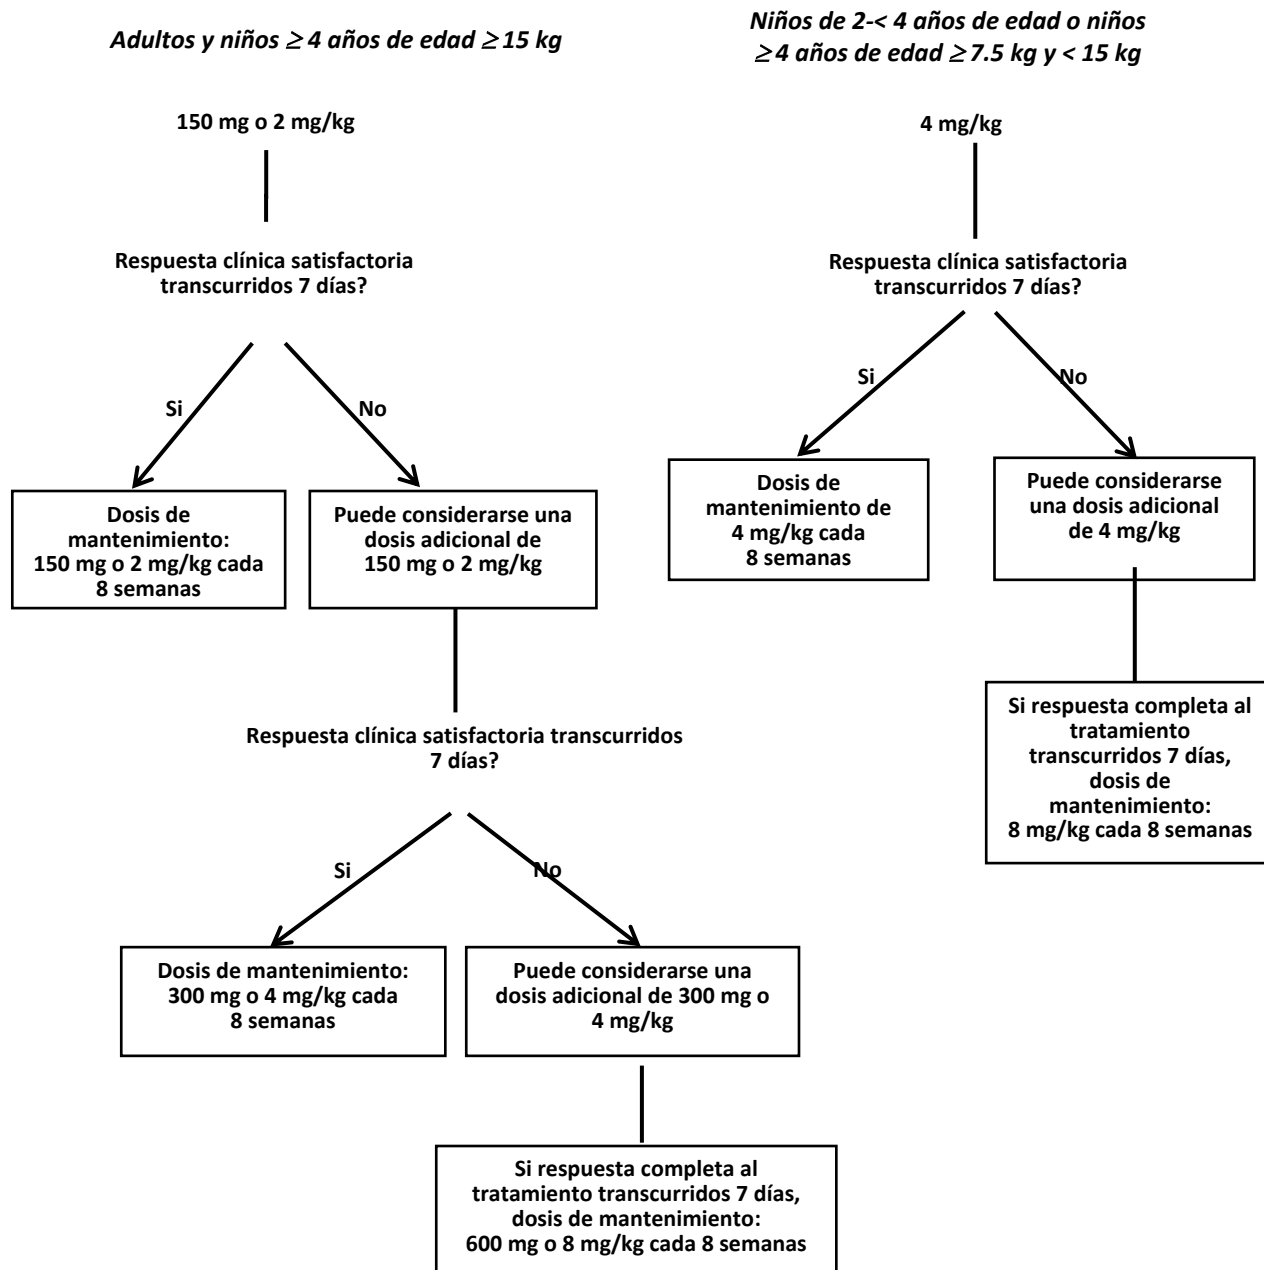 Adultos y niños ≥ 4 años de edad ≥ 15 kg
150 mg o 2 mg/kg
Respuesta clínica satisfactoria
transcurridos 7 días?
Si
No
Dosis de
mantenimiento:
150 mg o 2 mg/kg cada
8 semanas
Puede considerarse una
dosis adicional de
150 mg o 2 mg/kg
Respuesta clínica satisfactoria transcurridos
7 días?
Si
No
Dosis de mantenimiento:
300 mg o 4 mg/kg cada
8 semanas
Puede considerarse una
dosis adicional de 300 mg o
4 mg/kg
Si respuesta completa al
tratamiento transcurridos 7 días,
dosis de mantenimiento:
600 mg o 8 mg/kg cada 8 semanas
Niños de 2-< 4 años de edad o niños
≥ 4 años de edad ≥ 7.5 kg y < 15 kg
4 mg/kg
Respuesta clínica satisfactoria
transcurridos 7 días?
Si
No
Dosis de
mantenimiento de
4 mg/kg cada
8 semanas
Puede considerarse
una dosis adicional
de 4 mg/kg
Si respuesta completa al
tratamiento
transcurridos 7 días,
dosis de
mantenimiento:
8 mg/kg cada 8 semanas